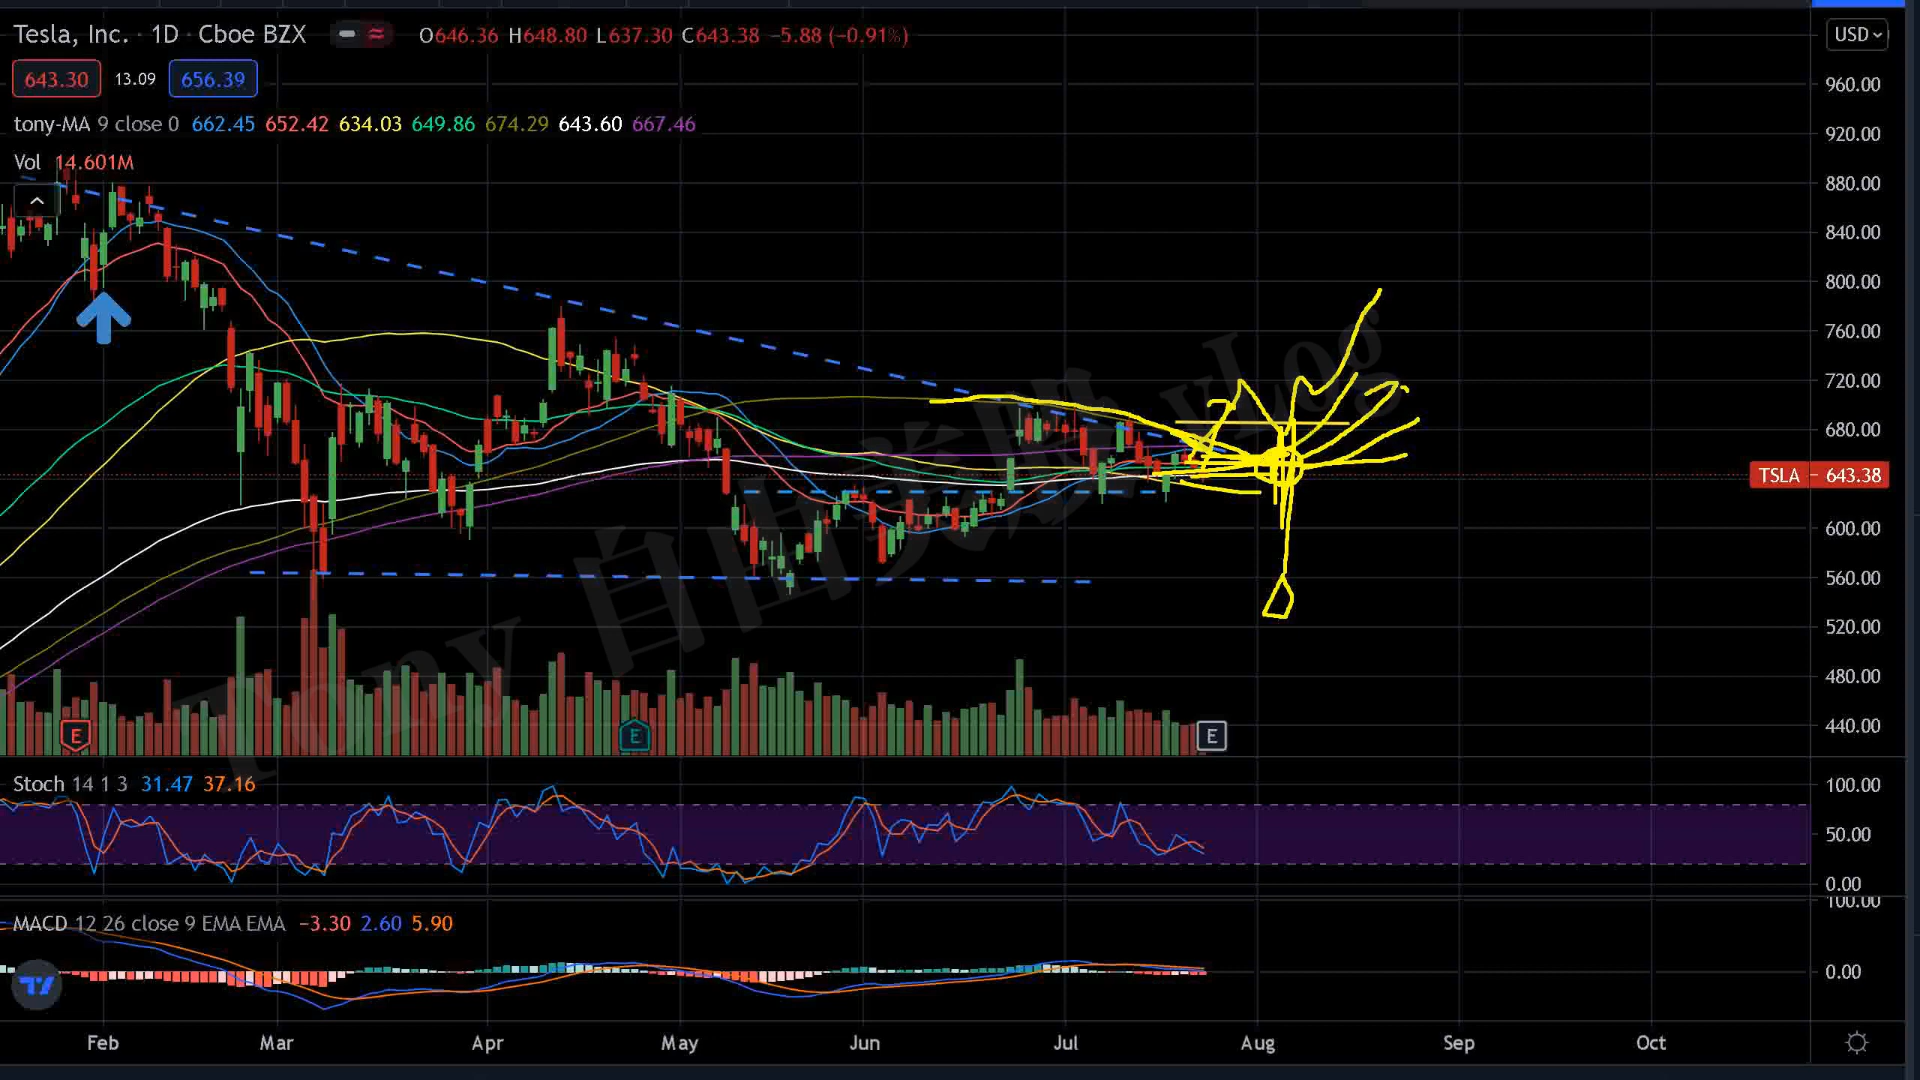 Tesla, Inc. · 1D · Cboe BZX O646.36 H648.80 L637.30 C643.38 −5.88 (−0.91%)
USD
643.30 13.09 656.39
tony-MA 9 close 0 662.45 652.42 634.03 649.86 674.29 643.60 667.46
Vol 14.601M
960.00
920.00
880.00
840.00
800.00
760.00
720.00
680.00
TSLA 643.38
600.00
560.00
520.00
480.00
440.00
Tony 自由美股 vLog
E E E
Stoch 14 1 3 31.47 37.16
100.00
50.00
0.00
MACD 12 26 close 9 EMA EMA −3.30 2.60 5.90
100.00
0.00
Feb Mar Apr May Jun Jul Aug Sep Oct